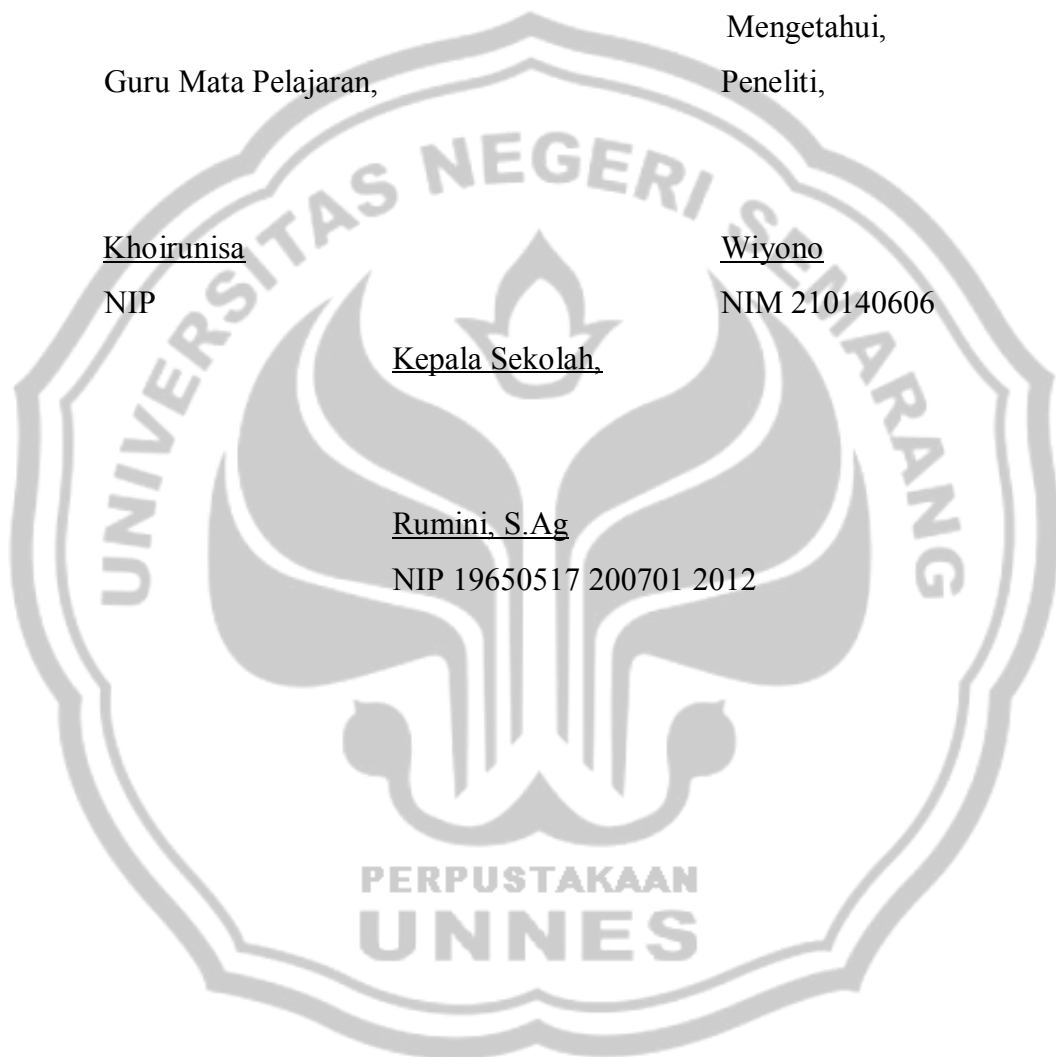 Mengetahui,
Guru Mata Pelajaran,
Peneliti,
Khoirunisa
Wiyono
NIP
NIM 210140606
Kepala Sekolah,
Rumini, S.Ag
NIP 19650517 200701 2012
UNIVERSITAS NEGERI SEMARANG
PERPUSTAKAAN
UNNES